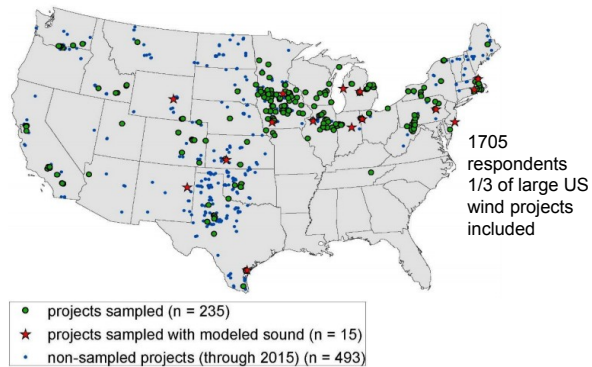 1705
respondents
1/3 of large US
wind projects
included
projects sampled (n = 235)
projects sampled with modeled sound (n = 15)
non-sampled projects (through 2015) (n = 493)